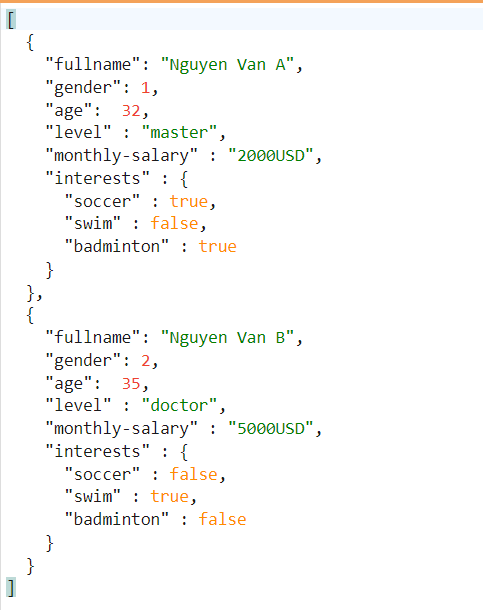 [
  {
    "fullname": "Nguyen Van A",
    "gender": 1,
    "age":  32,
    "level" : "master",
    "monthly-salary" : "2000USD",
    "interests" : {
      "soccer" : true,
      "swim" : false,
      "badminton" : true
    }
  },
  {
    "fullname": "Nguyen Van B",
    "gender": 2,
    "age":  35,
    "level" : "doctor",
    "monthly-salary" : "5000USD",
    "interests" : {
      "soccer" : false,
      "swim" : true,
      "badminton" : false
    }
  }
]